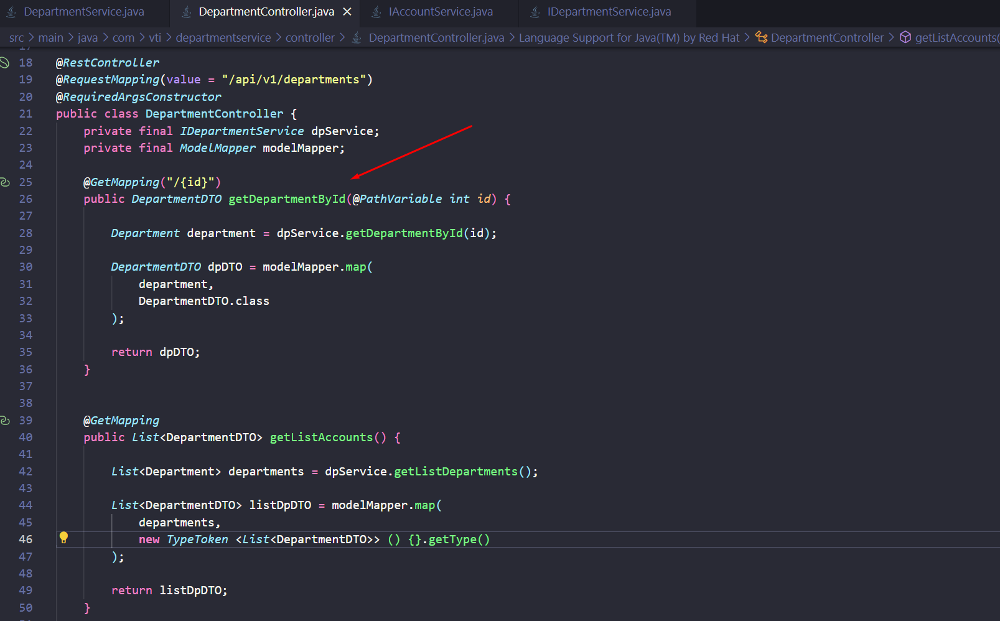 DepartmentService.java DepartmentController.java IAccountService.java IDepartmentService.java
src > main > java > com > vti > departmentservice > controller > DepartmentController.java > Language Support for Java(TM) by Red Hat > DepartmentController > getListAccounts(
17
18 @RestController
19 @RequestMapping(value = "/api/v1/departments")
20 @RequiredArgsConstructor
21 public class DepartmentController {
22     private final IDepartmentService dpService;
23     private final ModelMapper modelMapper;
24
25     @GetMapping("/{id}")
26     public DepartmentDTO getDepartmentById(@PathVariable int id) {
27
28         Department department = dpService.getDepartmentById(id);
29
30         DepartmentDTO dpDTO = modelMapper.map(
31             department,
32             DepartmentDTO.class
33         );
34
35         return dpDTO;
36     }
37
38
39     @GetMapping
40     public List<DepartmentDTO> getListAccounts() {
41
42         List<Department> departments = dpService.getListDepartments();
43
44         List<DepartmentDTO> listDpDTO = modelMapper.map(
45             departments,
46             new TypeToken <List<DepartmentDTO>> () {}.getType()
47         );
48
49         return listDpDTO;
50     }